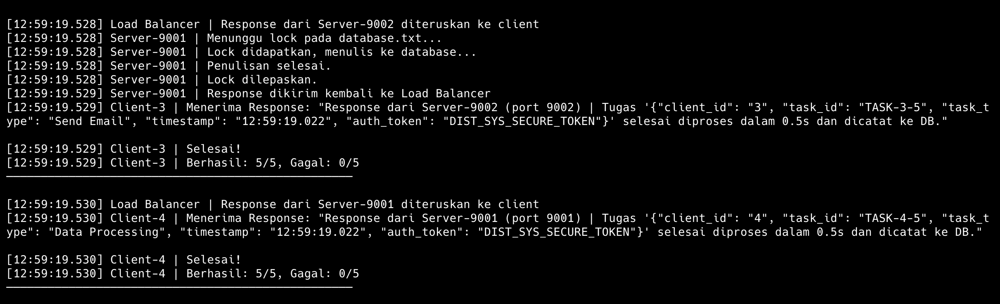 [12:59:19.528] Load Balancer | Response dari Server-9002 diteruskan ke client
[12:59:19.528] Server-9001 | Menunggu lock pada database.txt...
[12:59:19.528] Server-9001 | Lock didapatkan, menulis ke database...
[12:59:19.528] Server-9001 | Penulisan selesai.
[12:59:19.528] Server-9001 | Lock dilepaskan.
[12:59:19.529] Server-9001 | Response dikirim kembali ke Load Balancer
[12:59:19.529] Client-3 | Menerima Response: "Response dari Server-9002 (port 9002) | Tugas '{"client_id": "3", "task_id": "TASK-3-5", "task_t
ype": "Send Email", "timestamp": "12:59:19.022", "auth_token": "DIST_SYS_SECURE_TOKEN"}' selesai diproses dalam 0.5s dan dicatat ke DB."
[12:59:19.529] Client-3 | Selesai!
[12:59:19.529] Client-3 | Berhasil: 5/5, Gagal: 0/5
[12:59:19.530] Load Balancer | Response dari Server-9001 diteruskan ke client
[12:59:19.530] Client-4 | Menerima Response: "Response dari Server-9001 (port 9001) | Tugas '{"client_id": "4", "task_id": "TASK-4-5", "task_t
ype": "Data Processing", "timestamp": "12:59:19.022", "auth_token": "DIST_SYS_SECURE_TOKEN"}' selesai diproses dalam 0.5s dan dicatat ke DB."
[12:59:19.530] Client-4 | Selesai!
[12:59:19.530] Client-4 | Berhasil: 5/5, Gagal: 0/5